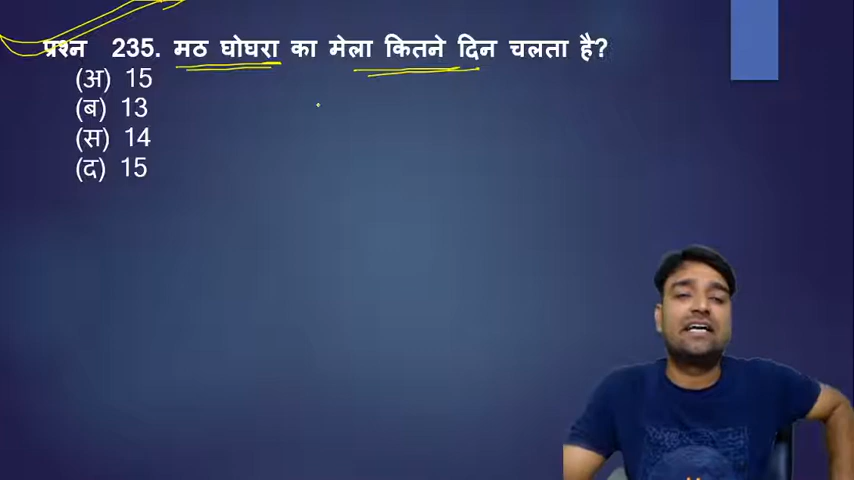 प्रश्न 235. मठ घोघरा का मेला कितने दिन चलता है?
(अ) 15
(ब) 13
(स) 14
(द) 15